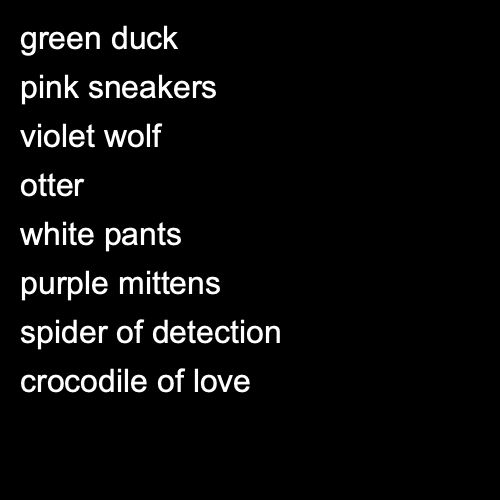 green duck
pink sneakers
violet wolf
otter
white pants
purple mittens
spider of detection
crocodile of love